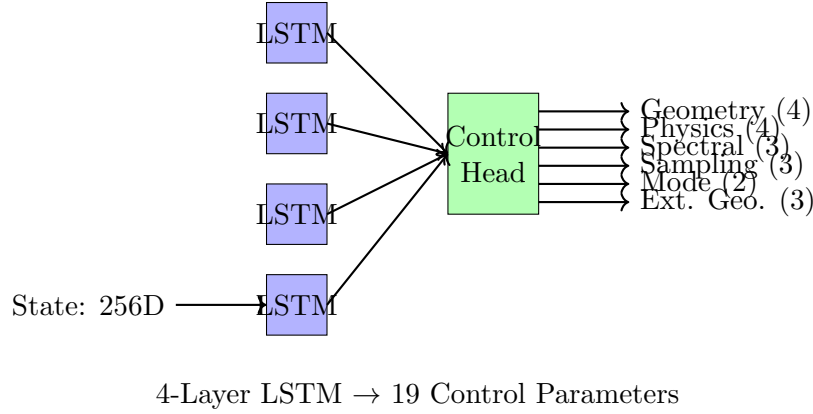 LSTM
LSTM
LSTM
LSTM
State: 256D
Control
Head
Geometry (4)
Physics (4)
Spectral (3)
Sampling (3)
Mode (2)
Ext. Geo. (3)
4-Layer LSTM → 19 Control Parameters